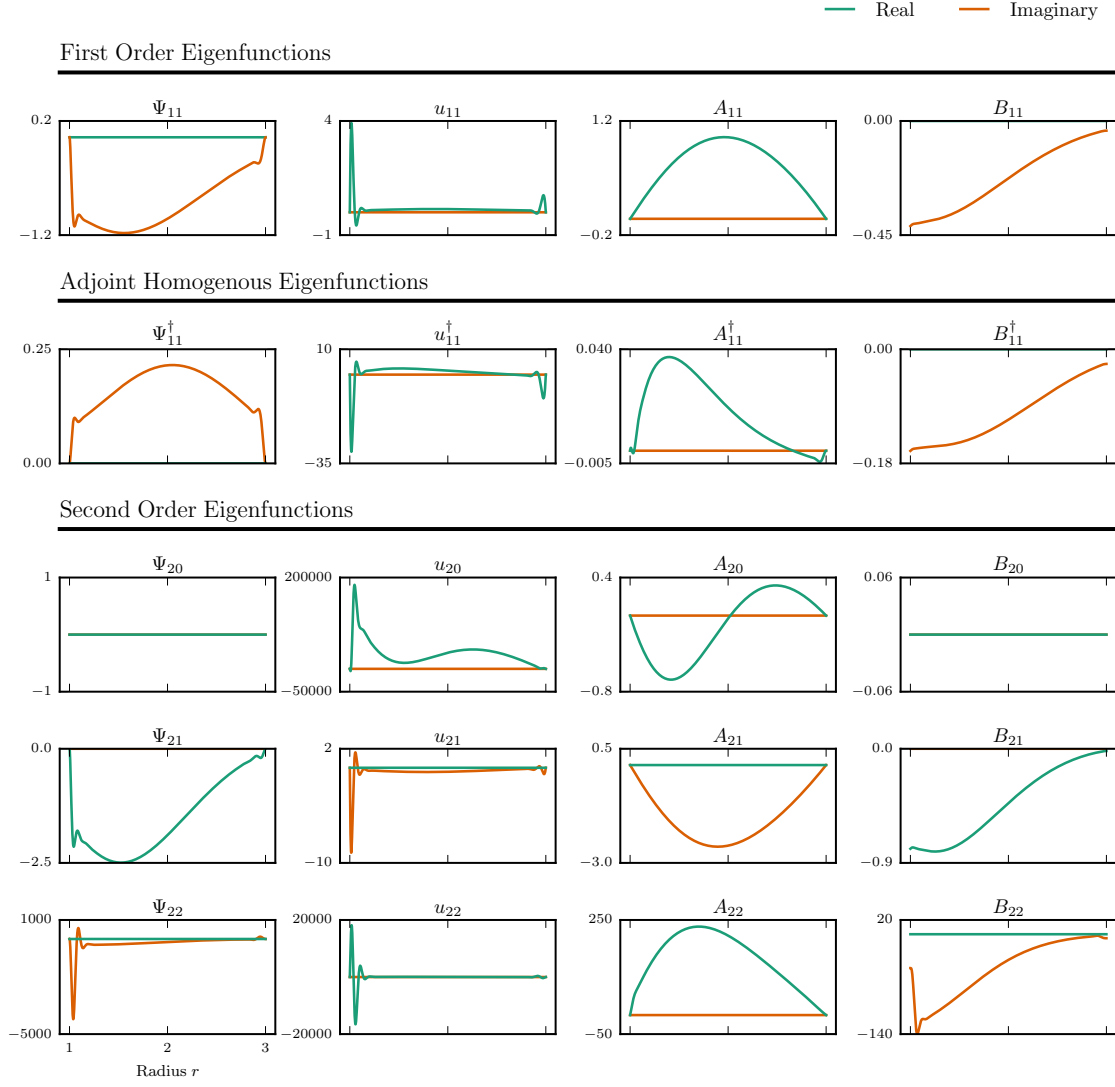 Real Imaginary
First Order Eigenfunctions
Ψ₁₁ u₁₁ A₁₁ B₁₁
0.2 4 1.2 0.00
−1.2 −1 −0.2 −0.45
Adjoint Homogenous Eigenfunctions
Ψ†₁₁ u†₁₁ A†₁₁ B†₁₁
0.25 10 0.040 0.00
0.00 −35 −0.005 −0.18
Second Order Eigenfunctions
Ψ₂₀ u₂₀ A₂₀ B₂₀
1 200000 0.4 0.06
−1 −50000 −0.8 −0.06
Ψ₂₁ u₂₁ A₂₁ B₂₁
0.0 2 0.5 0.0
−2.5 −10 −3.0 −0.9
Ψ₂₂ u₂₂ A₂₂ B₂₂
1000 20000 250 20
−5000 −20000 −50 −140
1 2 3
Radius r